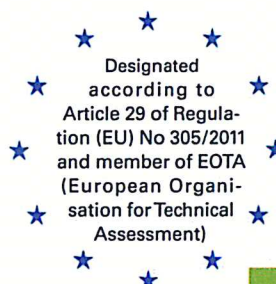 Designated
according to
Article 29 of Regula-
tion (EU) No 305/2011
and member of EOTA
(European Organi-
sation for Technical
Assessment)